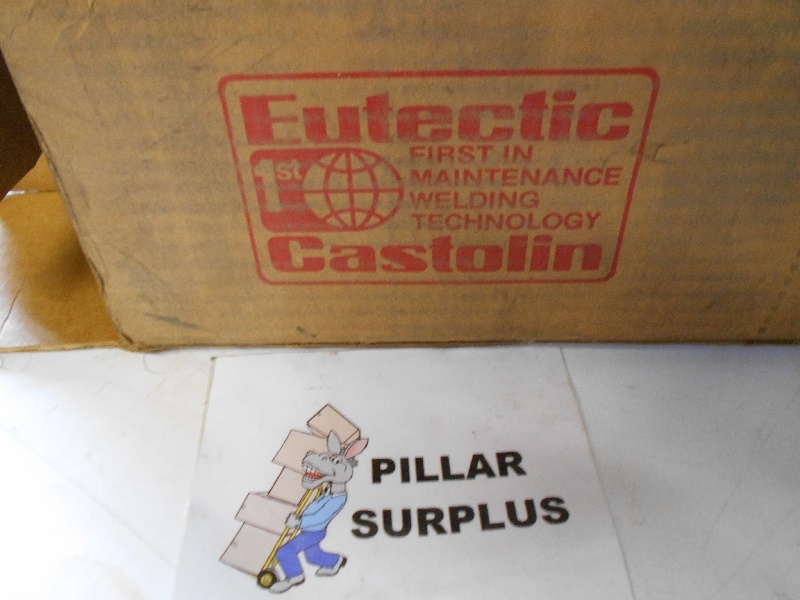 Eutectic
1st
FIRST IN
MAINTENANCE
WELDING
TECHNOLOGY
Castolin
PILLAR
SURPLUS